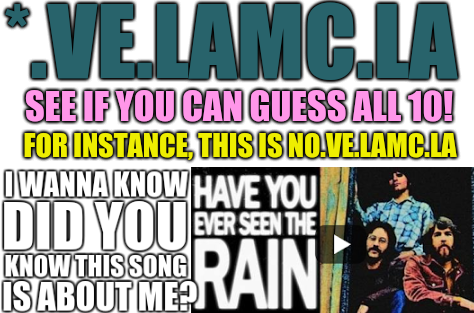 *.VE.LAMC.LA
SEE IF YOU CAN GUESS ALL 10!
FOR INSTANCE, THIS IS NO.VE.LAMC.LA
I WANNA KNOW
DID YOU
KNOW THIS SONG
IS ABOUT ME?
HAVE YOU
EVER SEEN THE
RAIN